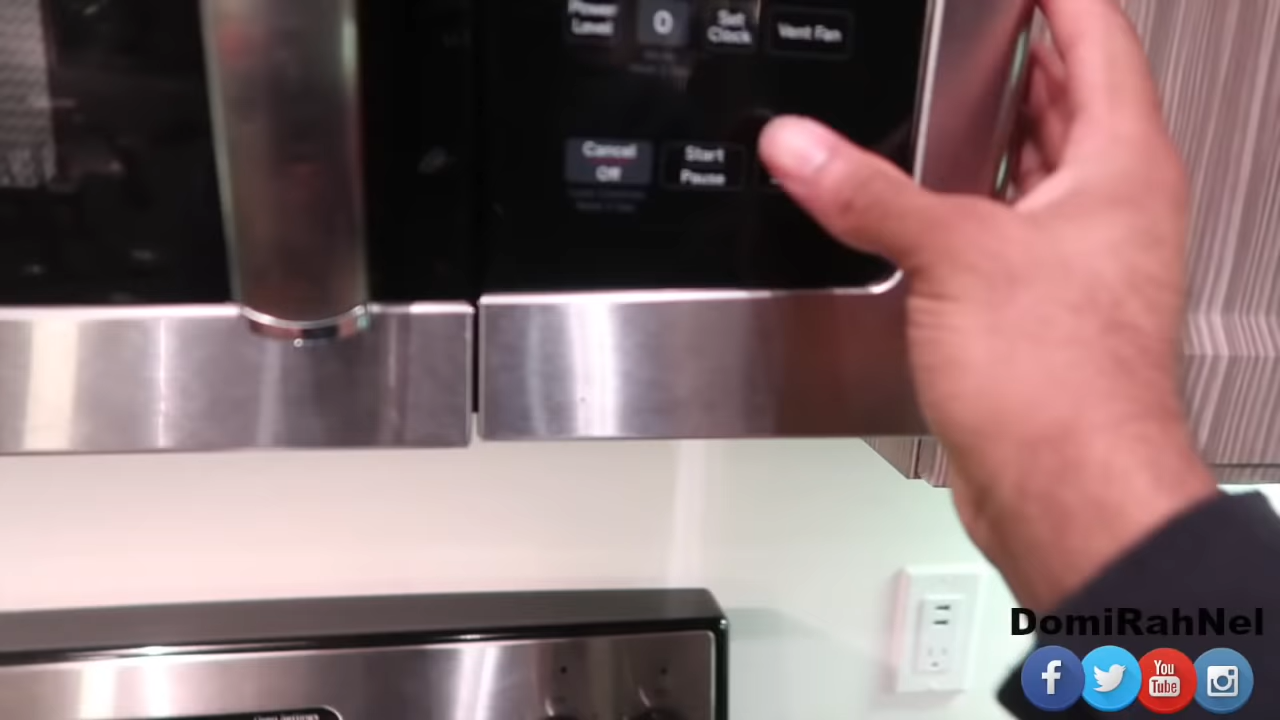 Power
Level
0
Set
Clock
Vent Fan
Cancel
Off
Start
Pause
DomiRahNel
f
You
Tube